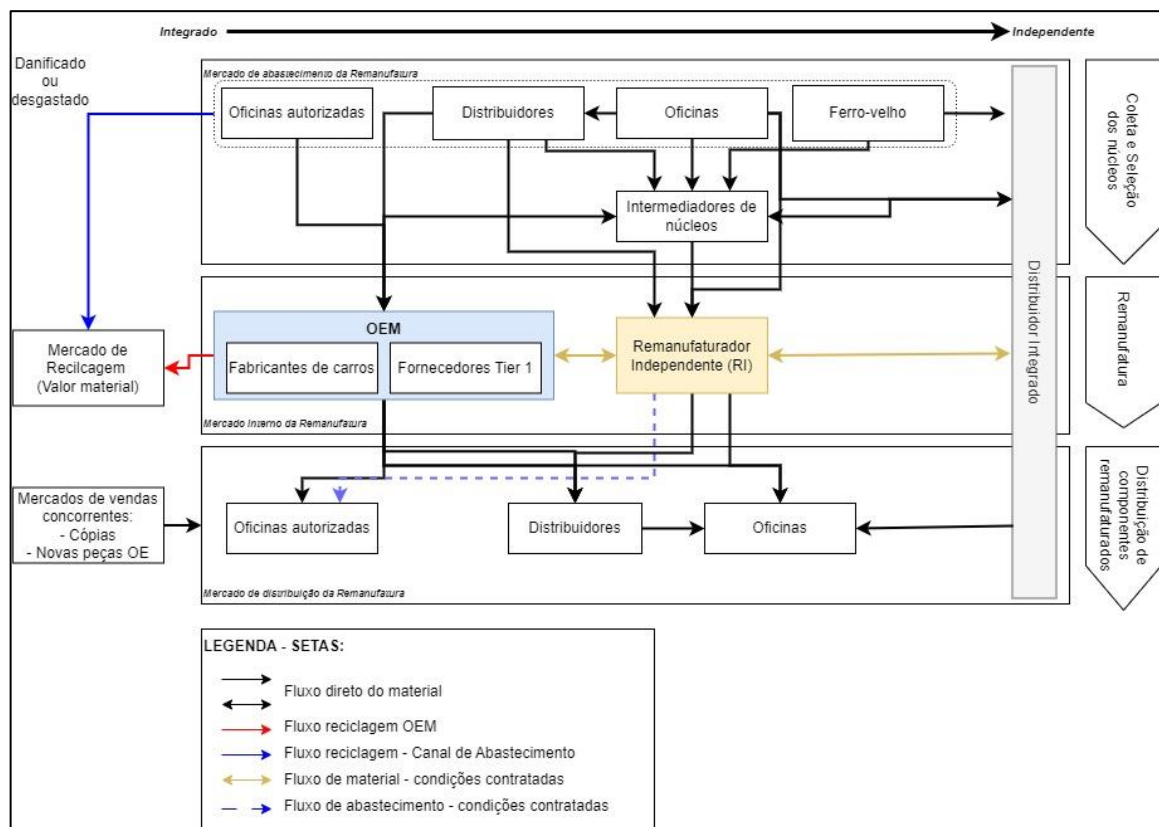 Integrado
Independente
Danificado
ou
desgastado
Mercado de abastecimento da Remanufatura
Oficinas autorizadas
Distribuidores
Oficinas
Ferro-velho
Intermediadores de
núcleos
Coleta e Seleção
dos núcleos
Distribuidor Integrado
OEM
Fabricantes de carros
Fornecedores Tier 1
Remanufaturador
Independente (RI)
Mercado de
Recilcagem
(Valor material)
Mercado Interno da Remanufatura
Remanufatura
Mercados de vendas
concorrentes:
- Cópias
- Novas peças OE
Oficinas autorizadas
Distribuidores
Oficinas
Mercado de distribuição da Remanufatura
Distribuição de
componentes
remanufaturados
LEGENDA - SETAS:
Fluxo direto do material
Fluxo reciclagem OEM
Fluxo reciclagem - Canal de Abastecimento
Fluxo de material - condições contratadas
Fluxo de abastecimento - condições contratadas